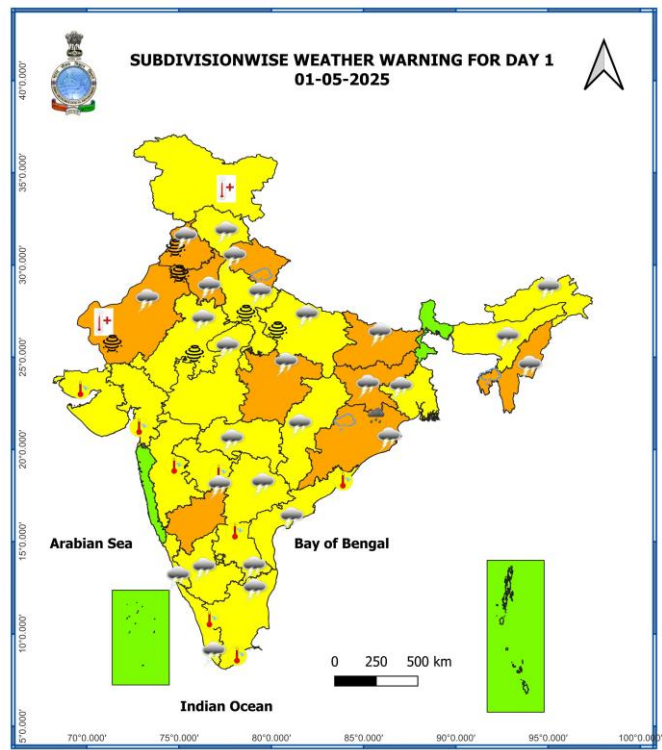 SUBDIVISIONWISE WEATHER WARNING FOR DAY 1
01-05-2025
40°0.000'
35°0.000'
30°0.000'
25°0.000'
20°0.000'
15°0.000'
10°0.000'
5°0.000'
Arabian Sea
Bay of Bengal
0 250 500 km
Indian Ocean
70°0.000' 75°0.000' 80°0.000' 85°0.000' 90°0.000' 95°0.000' 100°0.000'